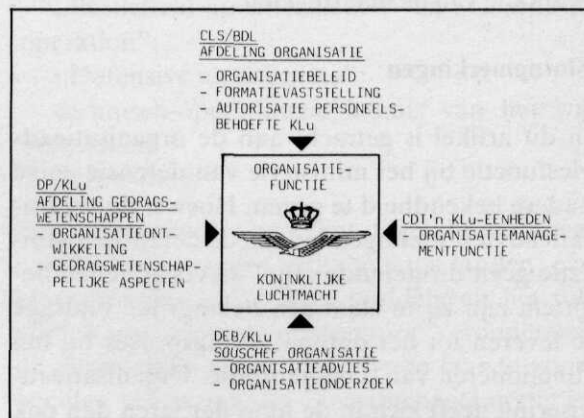 CLS/BDL
AFDELING ORGANISATIE
- ORGANISATIEBELEID
- FORMATIEVASTSTELLING
- AUTORISATIE PERSONEELS-
BEHOEFTE KLu
DP/KLu
AFDELING GEDRAGS-
WETENSCHAPPEN
- ORGANISATIEONT-
WIKKELING
- GEDRAGSWETENSCHAP-
PELIJKE ASPECTEN
ORGANISATIE-
FUNCTIE
KONINKLIJKE
LUCHTMACHT
CDT'n KLu-EENHEDEN
- ORGANISATIEMANAGE-
MENTFUNCTIE
DEB/KLu
SOUSCHEF ORGANISATIE
- ORGANISATIEADVIES
- ORGANISATIEONDERZOEK